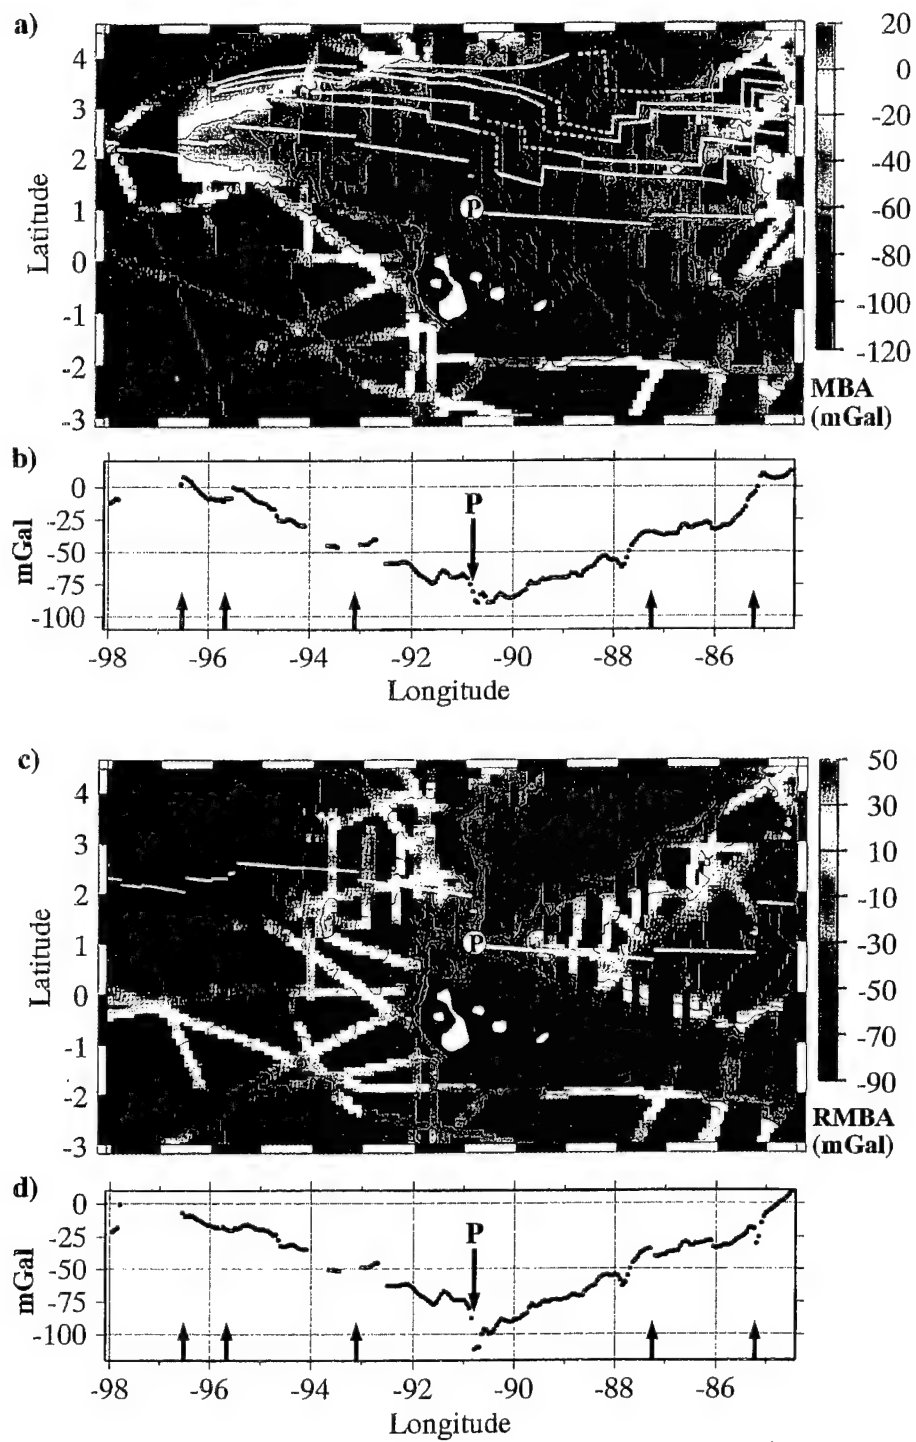 a)
4
3
2
1
0
-1
-2
-3
Latitude
P
20
0
-20
-40
-60
-80
-100
-120
MBA
(mGal)
b)
0
-25
-50
-75
-100
mGal
P
-98 -96 -94 -92 -90 -88 -86
Longitude
c)
4
3
2
1
0
-1
-2
-3
Latitude
P
50
30
10
-10
-30
-50
-70
-90
RMBA
(mGal)
d)
0
-25
-50
-75
-100
mGal
P
-98 -96 -94 -92 -90 -88 -86
Longitude